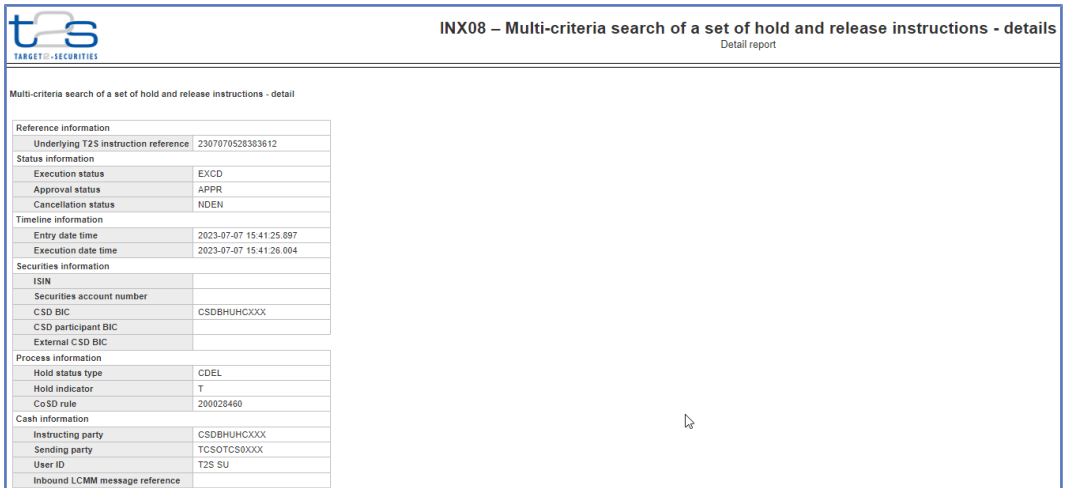 t2s
TARGET2-SECURITIES
INX08 – Multi-criteria search of a set of hold and release instructions - details
Detail report
Multi-criteria search of a set of hold and release instructions - detail
Reference information
Underlying T2S instruction reference 2307070528383612
Status information
Execution status EXCD
Approval status APPR
Cancellation status NDEN
Timeline information
Entry date time 2023-07-07 15:41:25.897
Execution date time 2023-07-07 15:41:26.004
Securities information
ISIN
Securities account number
CSD BIC CSDBHUHCXXX
CSD participant BIC
External CSD BIC
Process information
Hold status type CDEL
Hold indicator T
CoSD rule 200028460
Cash information
Instructing party CSDBHUHCXXX
Sending party TCSOTCS0XXX
User ID T2S SU
Inbound LCMM message reference